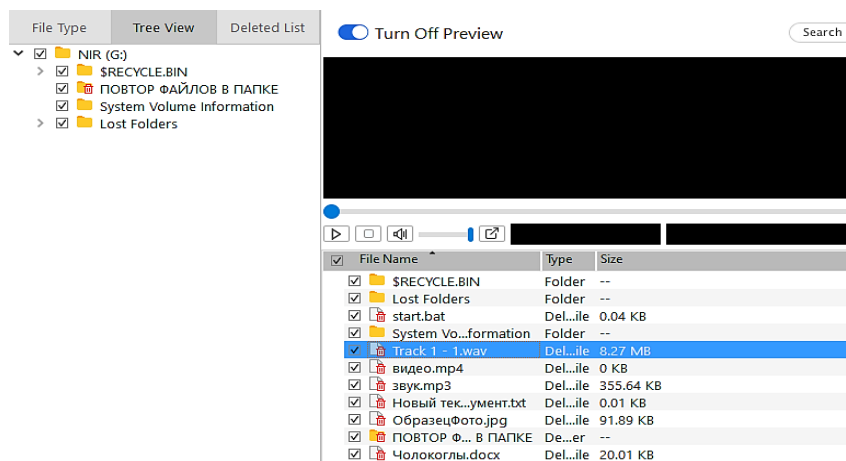 File Type Tree View Deleted List
Turn Off Preview
Search
NIR (G:)
$RECYCLE.BIN
ПОВТОР ФАЙЛОВ В ПАПКЕ
System Volume Information
Lost Folders
File Name Type Size
$RECYCLE.BIN Folder --
Lost Folders Folder --
start.bat Del...ile 0.04 KB
System Vo...formation Folder --
Track 1 - 1.wav Del...ile 8.27 MB
видео.mp4 Del...ile 0 KB
звук.mp3 Del...ile 355.64 KB
Новый тек...умент.txt Del...ile 0.01 KB
ОбразецФото.jpg Del...ile 91.89 KB
ПОВТОР Ф... В ПАПКЕ De...er --
Чолокоглы.docx Del...ile 20.01 KB